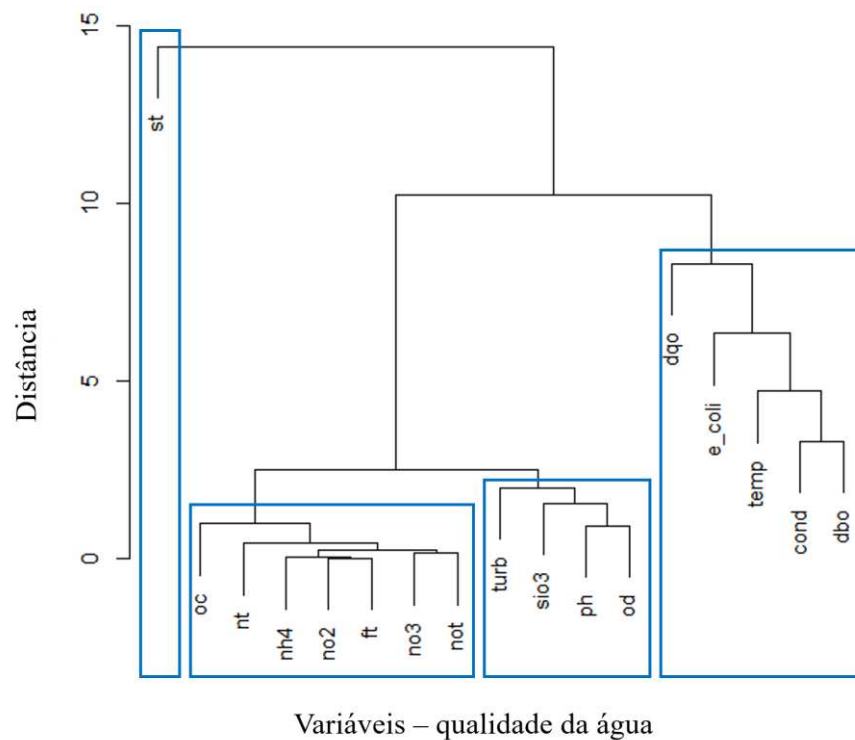 15
10
5
0
Distância
st
oc
nt
nh4
no2
ft
no3
not
turb
sio3
ph
od
dqo
e_coli
temp
cond
dbo
Variáveis – qualidade da água